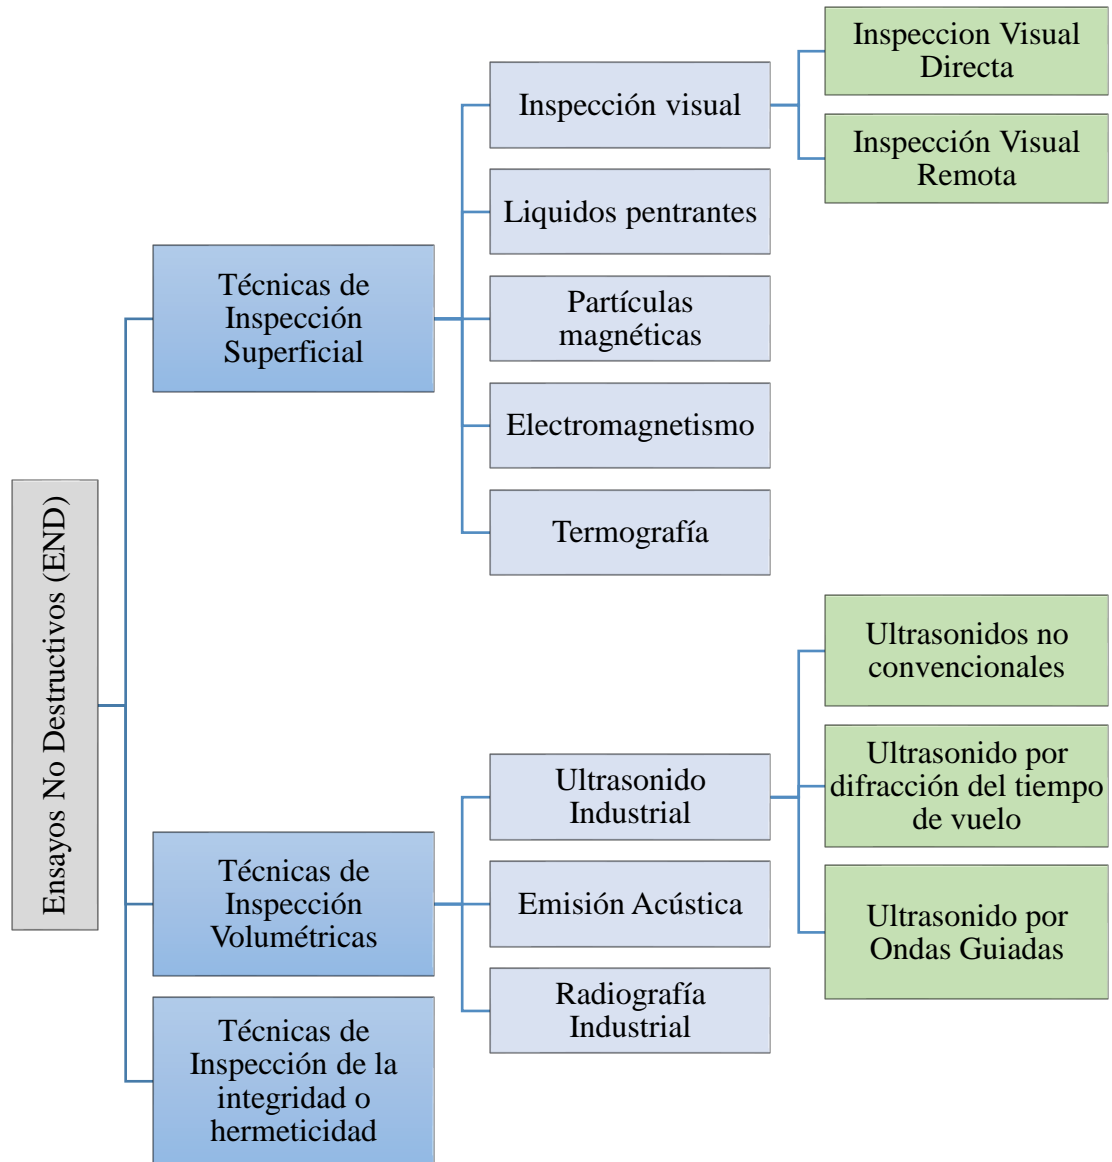 Ensayos No Destructivos (END)
Técnicas de
Inspección
Superficial
Inspección visual
Inspeccion Visual
Directa
Inspección Visual
Remota
Liquidos pentrantes
Partículas
magnéticas
Electromagnetismo
Termografía
Técnicas de
Inspección
Volumétricas
Ultrasonido
Industrial
Ultrasonidos no
convencionales
Ultrasonido por
difracción del tiempo
de vuelo
Ultrasonido por
Ondas Guiadas
Emisión Acústica
Radiografía
Industrial
Técnicas de
Inspección de la
integridad o
hermeticidad